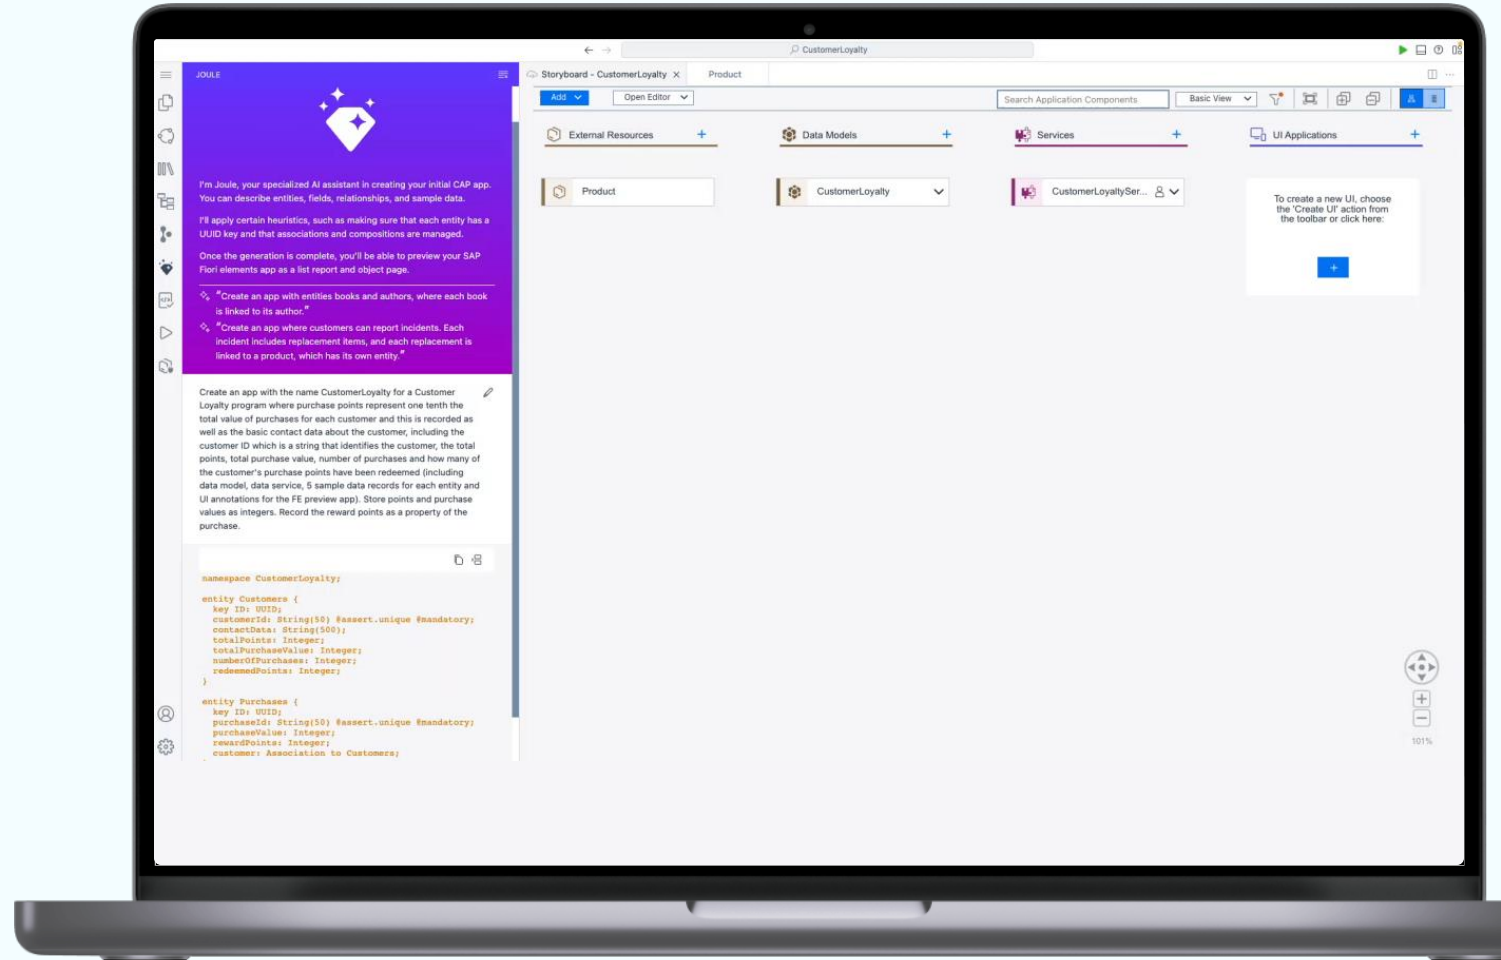 CustomerLoyalty
JOULE
Storyboard - CustomerLoyalty
Product
Add
Open Editor
Search Application Components
Basic View
External Resources
Data Models
Services
UI Applications
Product
CustomerLoyalty
CustomerLoyaltySer...
To create a new UI, choose
the 'Create UI' action from
the toolbar or click here:
I'm Joule, your specialized AI assistant in creating your initial CAP app.
You can describe entities, fields, relationships, and sample data.
I'll apply certain heuristics, such as making sure that each entity has a
UUID key and that associations and compositions are managed.
Once the generation is complete, you'll be able to preview your SAP
Fiori elements app as a list report and object page.
"Create an app with entities books and authors, where each book
is linked to its author."
"Create an app where customers can report incidents. Each
incident includes replacement items, and each replacement is
linked to a product, which has its own entity."
Create an app with the name CustomerLoyalty for a Customer
Loyalty program where purchase points represent one tenth the
total value of purchases for each customer and this is recorded as
well as the basic contact data about the customer, including the
customer ID which is a string that identifies the customer, the total
points, total purchase value, number of purchases and how many of
the customer's purchase points have been redeemed (including
data model, data service, 5 sample data records for each entity and
UI annotations for the FE preview app). Store points and purchase
values as integers. Record the reward points as a property of the
purchase.
namespace CustomerLoyalty;
entity Customers {
key ID: UUID;
customerId: String(50) @assert.unique @mandatory;
contactData: String(500);
totalPoints: Integer;
totalPurchaseValue: Integer;
numberOfPurchases: Integer;
redeemedPoints: Integer;
}
entity Purchases {
key ID: UUID;
purchaseId: String(50) @assert.unique @mandatory;
purchaseValue: Integer;
rewardPoints: Integer;
customer: Association to Customers;
101%